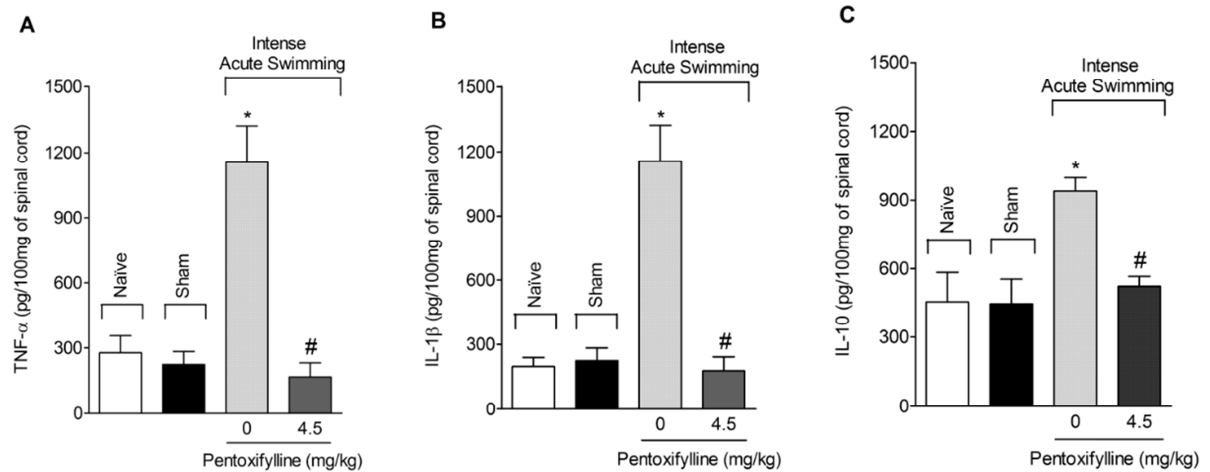 A
Intense
Acute Swimming
1500
1200
900
600
300
0
TNF-α (pg/100mg of spinal cord)
Naïve
Sham
*
#
0
4.5
Pentoxifylline (mg/kg)
B
Intense
Acute Swimming
1500
1200
900
600
300
0
IL-1β (pg/100mg of spinal cord)
Naïve
Sham
*
#
0
4.5
Pentoxifylline (mg/kg)
C
Intense
Acute Swimming
1500
1200
900
600
300
0
IL-10 (pg/100mg of spinal cord)
Naïve
Sham
*
#
0
4.5
Pentoxifylline (mg/kg)